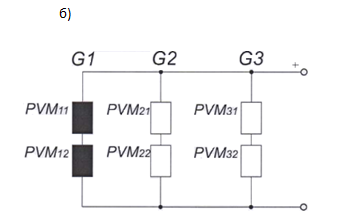 б)
G1 G2 G3
+
PVM11 PVM21 PVM31
PVM12 PVM22 PVM32